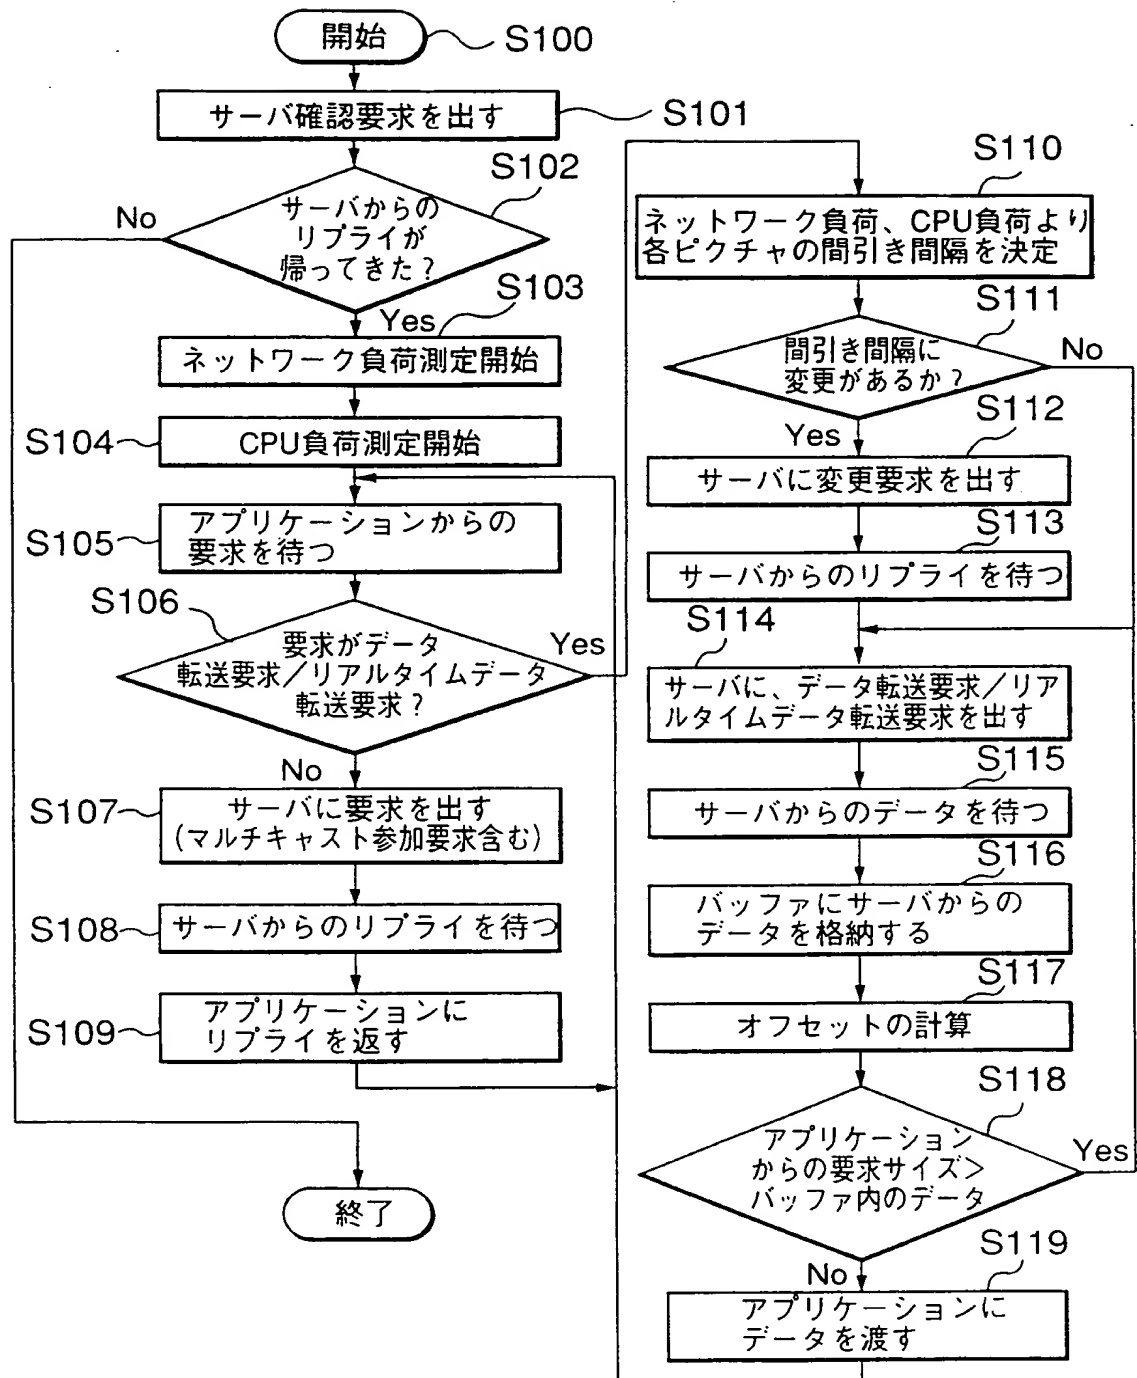 開始
S100
サーバ確認要求を出す
S101
S102
サーバからの
リプライが
帰ってきた?
No
Yes
S103
ネットワーク負荷測定開始
S104
CPU負荷測定開始
S105
アプリケーションからの
要求を待つ
S106
要求がデータ
転送要求/リアルタイムデータ
転送要求?
Yes
No
S107
サーバに要求を出す
(マルチキャスト参加要求含む)
S108
サーバからのリプライを待つ
S109
アプリケーションに
リプライを返す
終了
S110
ネットワーク負荷、CPU負荷より
各ピクチャの間引き間隔を決定
S111
間引き間隔に
変更があるか?
No
Yes
S112
サーバに変更要求を出す
S113
サーバからのリプライを待つ
S114
サーバに、データ転送要求/リア
ルタイムデータ転送要求を出す
S115
サーバからのデータを待つ
S116
バッファにサーバからの
データを格納する
S117
オフセットの計算
S118
アプリケーション
からの要求サイズ>
バッファ内のデータ
Yes
No
S119
アプリケーションに
データを渡す